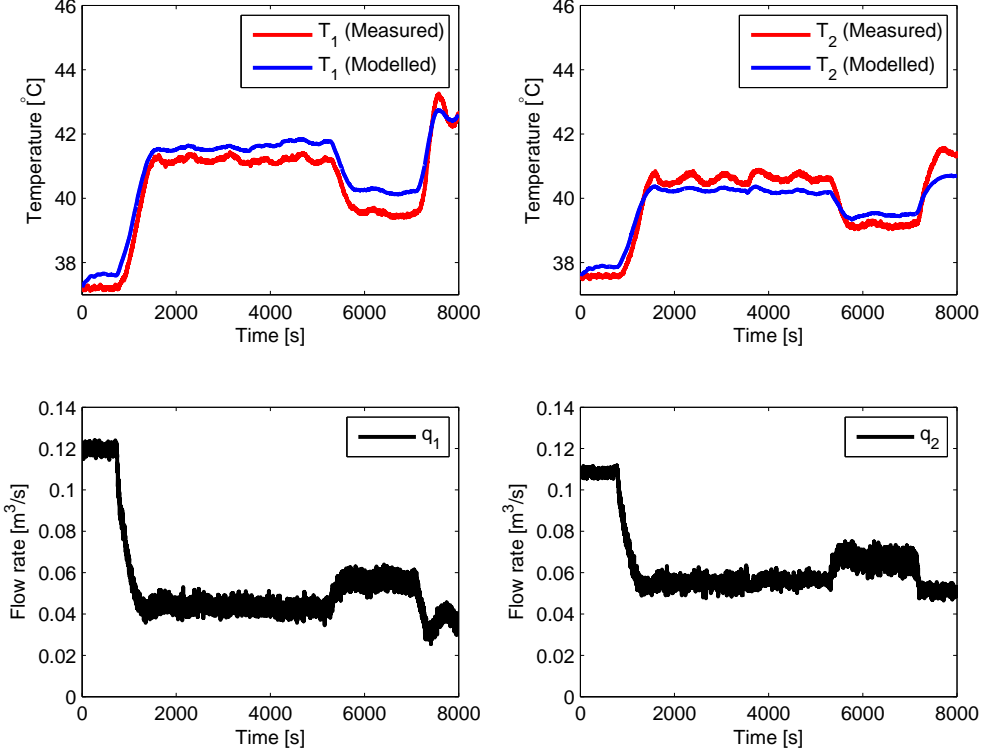 46
44
42
40
38
0 2000 4000 6000 8000
Time [s]
Temperature [°C]
T1 (Measured)
T1 (Modelled)
46
44
42
40
38
0 2000 4000 6000 8000
Time [s]
Temperature [°C]
T2 (Measured)
T2 (Modelled)
0.14
0.12
0.1
0.08
0.06
0.04
0.02
0
0 2000 4000 6000 8000
Time [s]
Flow rate [m³/s]
q1
0.14
0.12
0.1
0.08
0.06
0.04
0.02
0
0 2000 4000 6000 8000
Time [s]
Flow rate [m³/s]
q2